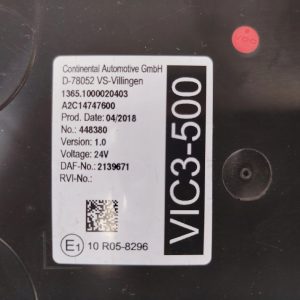 Continental Automotive GmbH
D-78052 VS-Villingen
1365.1000020403
A2C14747600
Prod. Date: 04/2018
No.: 448380
Version: 1.0
Voltage: 24V
DAF-No.: 2139671
RVI-No.:
E1 10 R05-8296
VIC3-500